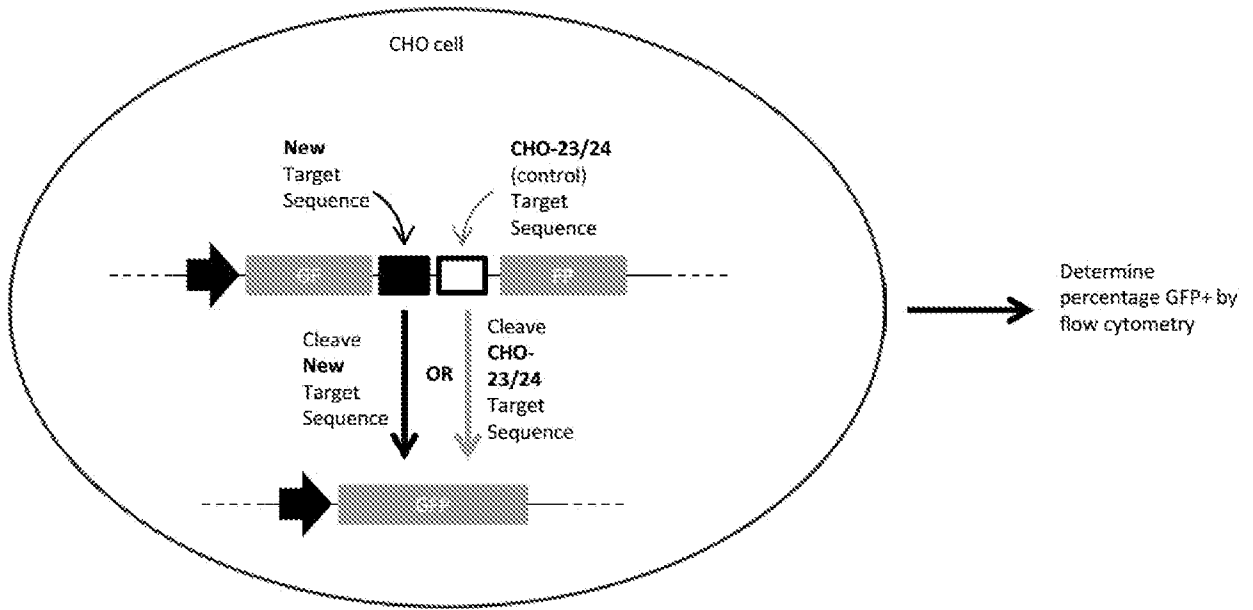 CHO cell
New
Target
Sequence
CHO-23/24
(control)
Target
Sequence
Cleave
New
Target
Sequence
OR
Cleave
CHO-
23/24
Target
Sequence
GFP
Determine
percentage GFP+ by
flow cytometry